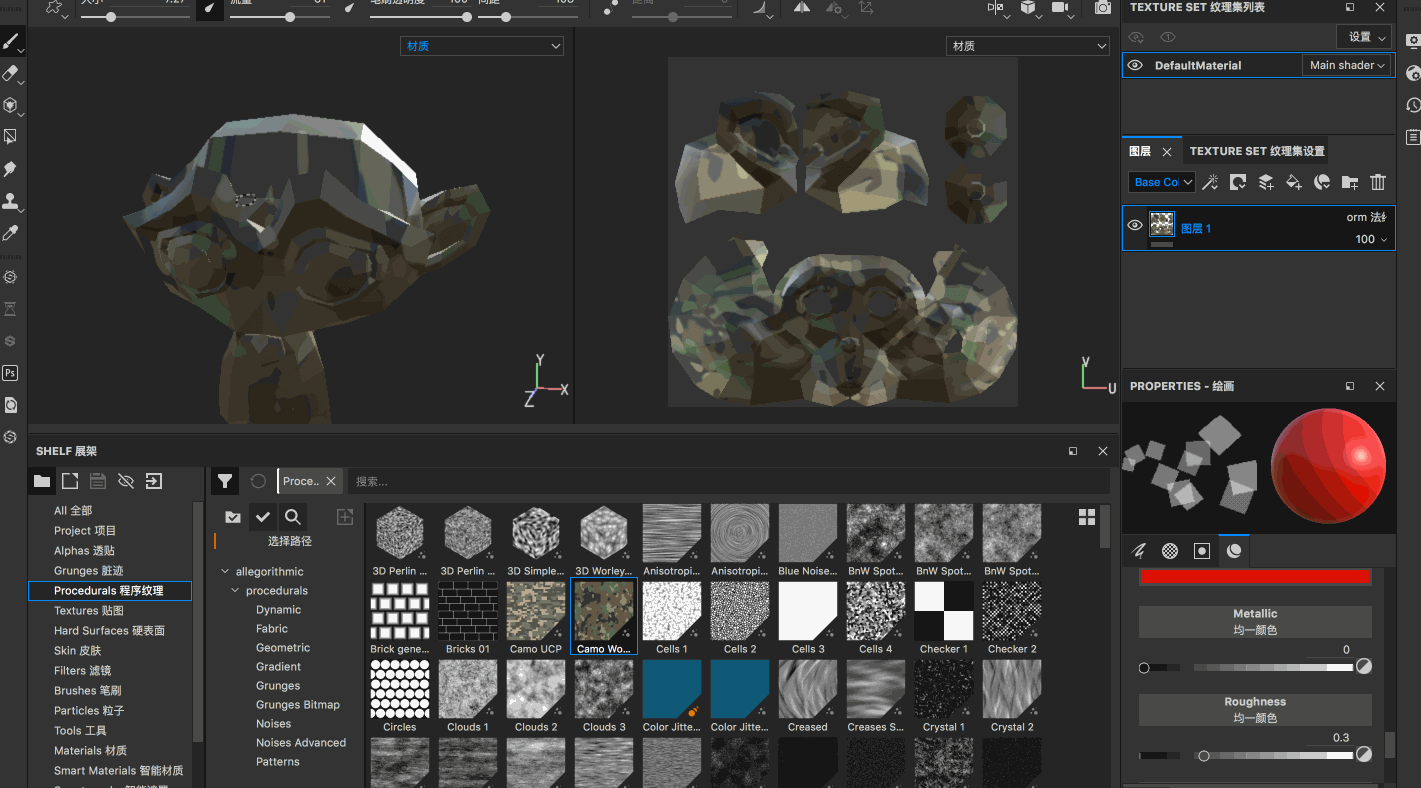 大小 7.27 流量 81 笔刷透明度 100 间距 距离 0
材质
材质
Y
X
Z
V
U
Ps
TEXTURE SET 纹理集列表
设置
DefaultMaterial Main shader
图层 TEXTURE SET 纹理集设置
Base Co
orm 法
图层 1
100
PROPERTIES - 绘画
Metallic
均一颜色
0
Roughness
均一颜色
0.3
SHELF 展架
Proce.. 搜索...
All 全部
Project 项目
Alphas 透贴
Grunges 脏迹
Procedurals 程序纹理
Textures 贴图
Hard Surfaces 硬表面
Skin 皮肤
Filters 滤镜
Brushes 笔刷
Particles 粒子
Tools 工具
Materials 材质
Smart Materials 智能材质
选择路径
allegorithmic
procedurals
Dynamic
Fabric
Geometric
Gradient
Grunges
Grunges Bitmap
Noises
Noises Advanced
Patterns
3D Perlin ... 3D Perlin ... 3D Simple... 3D Worley... Anisotropi... Anisotropi... Blue Noise... BnW Spot... BnW Spot... BnW Spot...
Brick gene... Bricks 01 Camo UCP Camo Wo... Cells 1 Cells 2 Cells 3 Cells 4 Checker 1 Checker 2
Circles Clouds 1 Clouds 2 Clouds 3 Color Jitte... Color Jitte... Creased Creases S... Crystal 1 Crystal 2